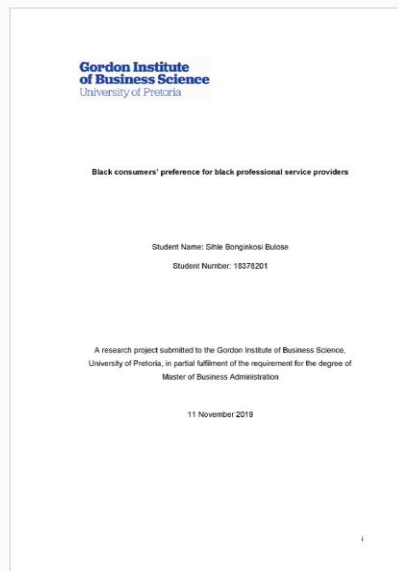 Gordon Institute
of Business Science
University of Pretoria
Black consumers' preference for black professional service providers
Student Name: Sihle Bonginkosi Bulose
Student Number: 18378201
A research project submitted to the Gordon Institute of Business Science,
University of Pretoria, in partial fulfilment of the requirement for the degree of
Master of Business Administration
11 November 2019
i